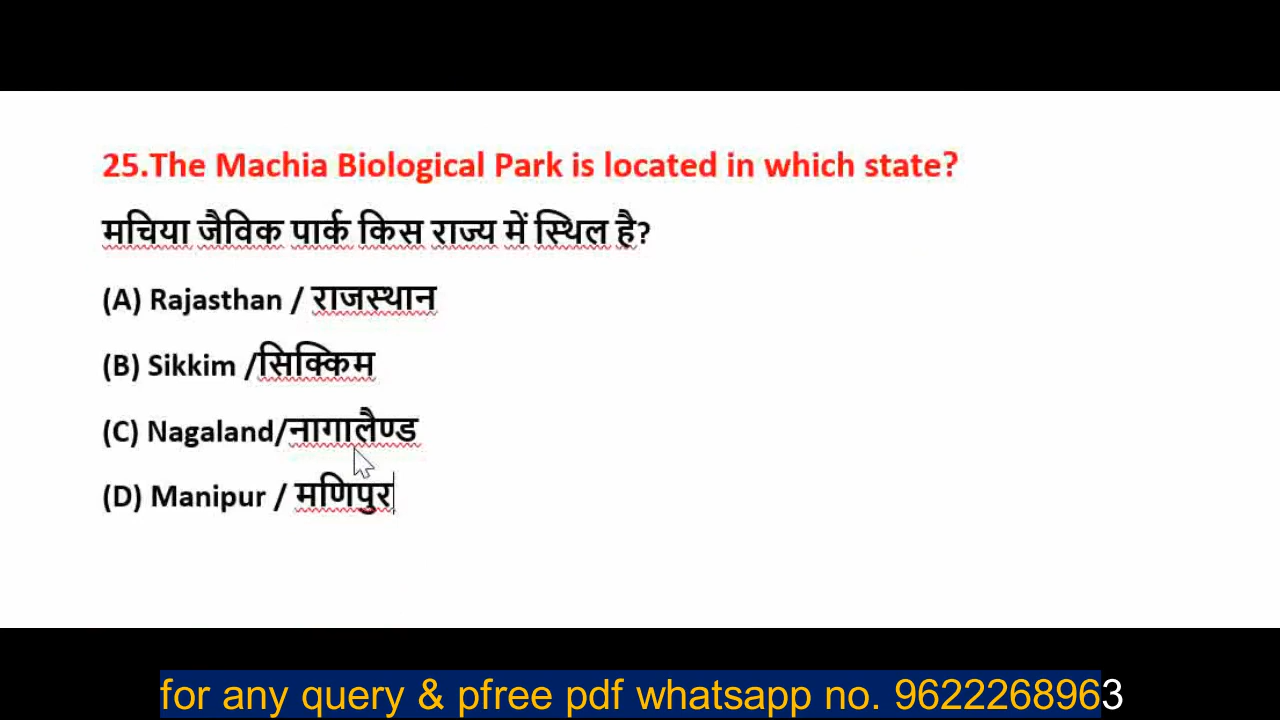 25.The Machia Biological Park is located in which state?
मचिया जैविक पार्क किस राज्य में स्थिल है?
(A) Rajasthan / राजस्थान
(B) Sikkim /सिक्किम
(C) Nagaland/नागालैण्ड
(D) Manipur / मणिपुर
for any query & pfree pdf whatsapp no. 9622268963